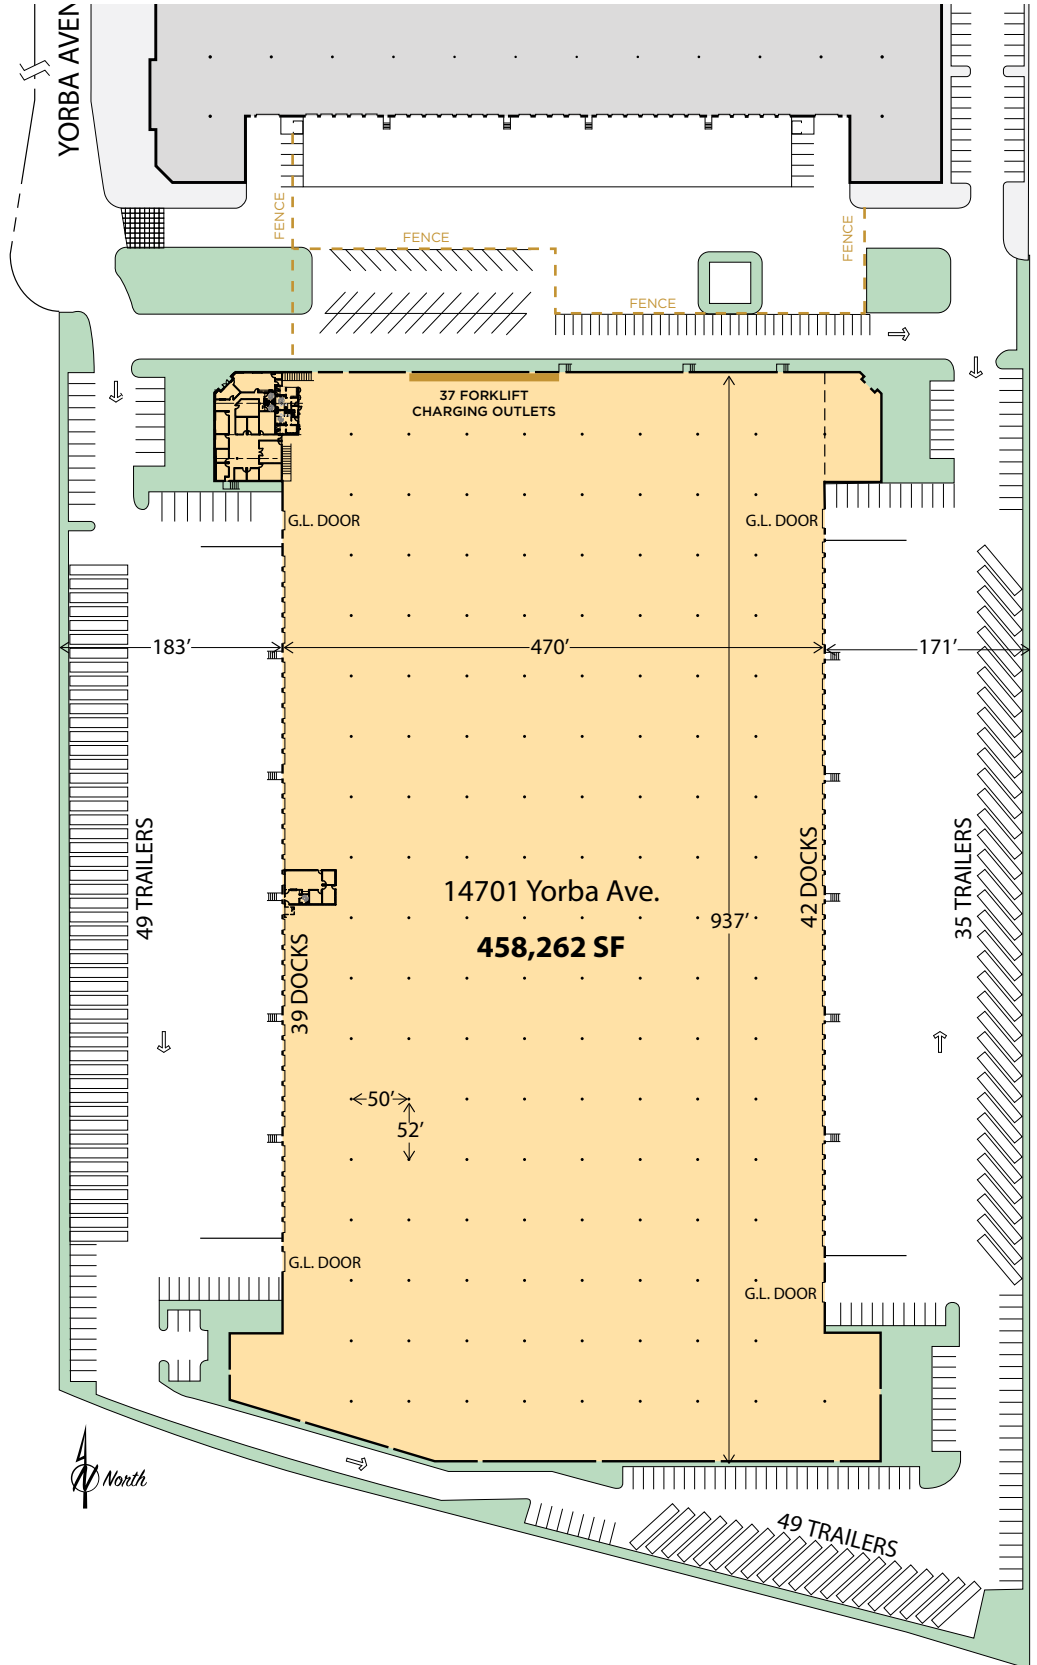 YORBA AVEN
FENCE
FENCE
FENCE
FENCE
37 FORKLIFT
CHARGING OUTLETS
G.L. DOOR
G.L. DOOR
183’
470’
171’
49 TRAILERS
39 DOCKS
14701 Yorba Ave.
458,262 SF
937’
42 DOCKS
35 TRAILERS
50’
52’
G.L. DOOR
G.L. DOOR
N North
49 TRAILERS